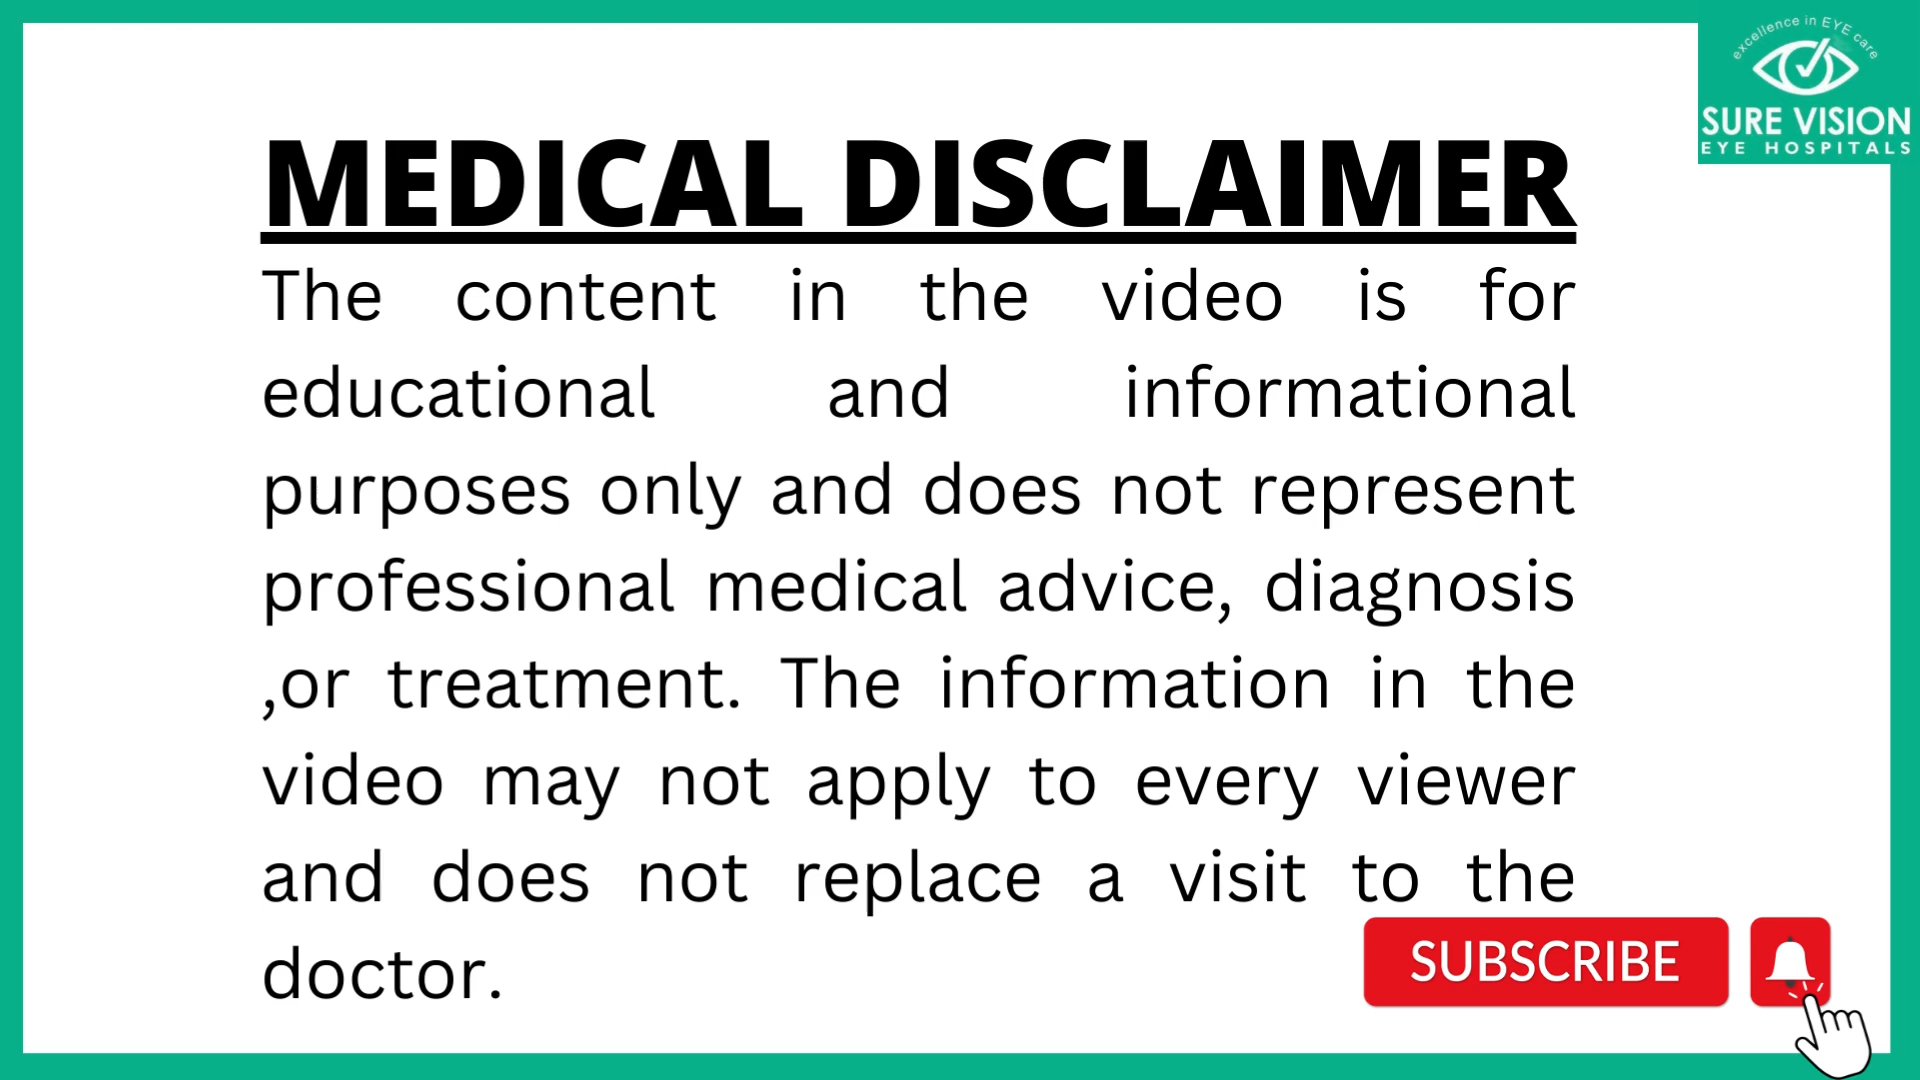 excellence in EYE care
SURE VISION
EYE HOSPITALS
MEDICAL DISCLAIMER
The content in the video is for
educational and informational
purposes only and does not represent
professional medical advice, diagnosis
,or treatment. The information in the
video may not apply to every viewer
and does not replace a visit to the
doctor.
SUBSCRIBE